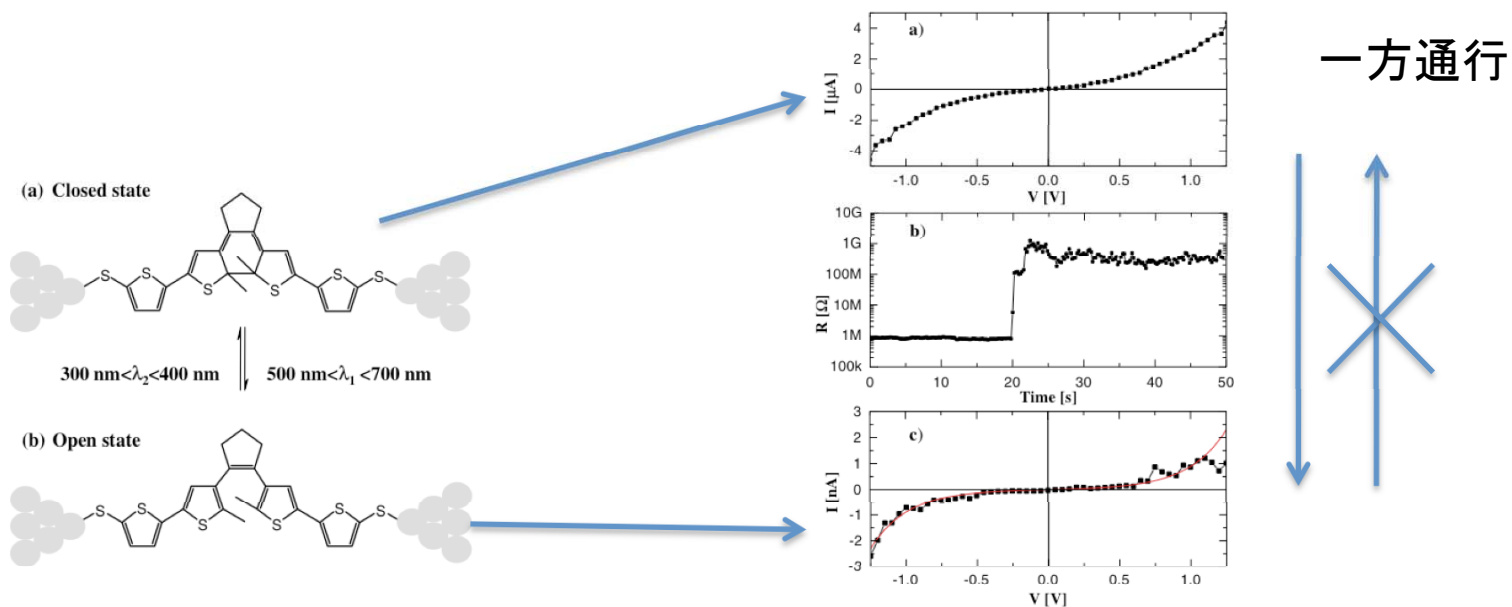 一方通行
(a) Closed state
S S S S S S
300 nm<λ₂<400 nm 500 nm<λ₁ <700 nm
(b) Open state
S S S S S S
a)
I [μA]
4
2
0
-2
-4
-1.0 -0.5 0.0 0.5 1.0
V [V]
b)
R [Ω]
10G
1G
100M
10M
1M
100k
0 10 20 30 40 50
Time [s]
c)
I [nA]
3
2
1
0
-1
-2
-3
-1.0 -0.5 0.0 0.5 1.0
V [V]